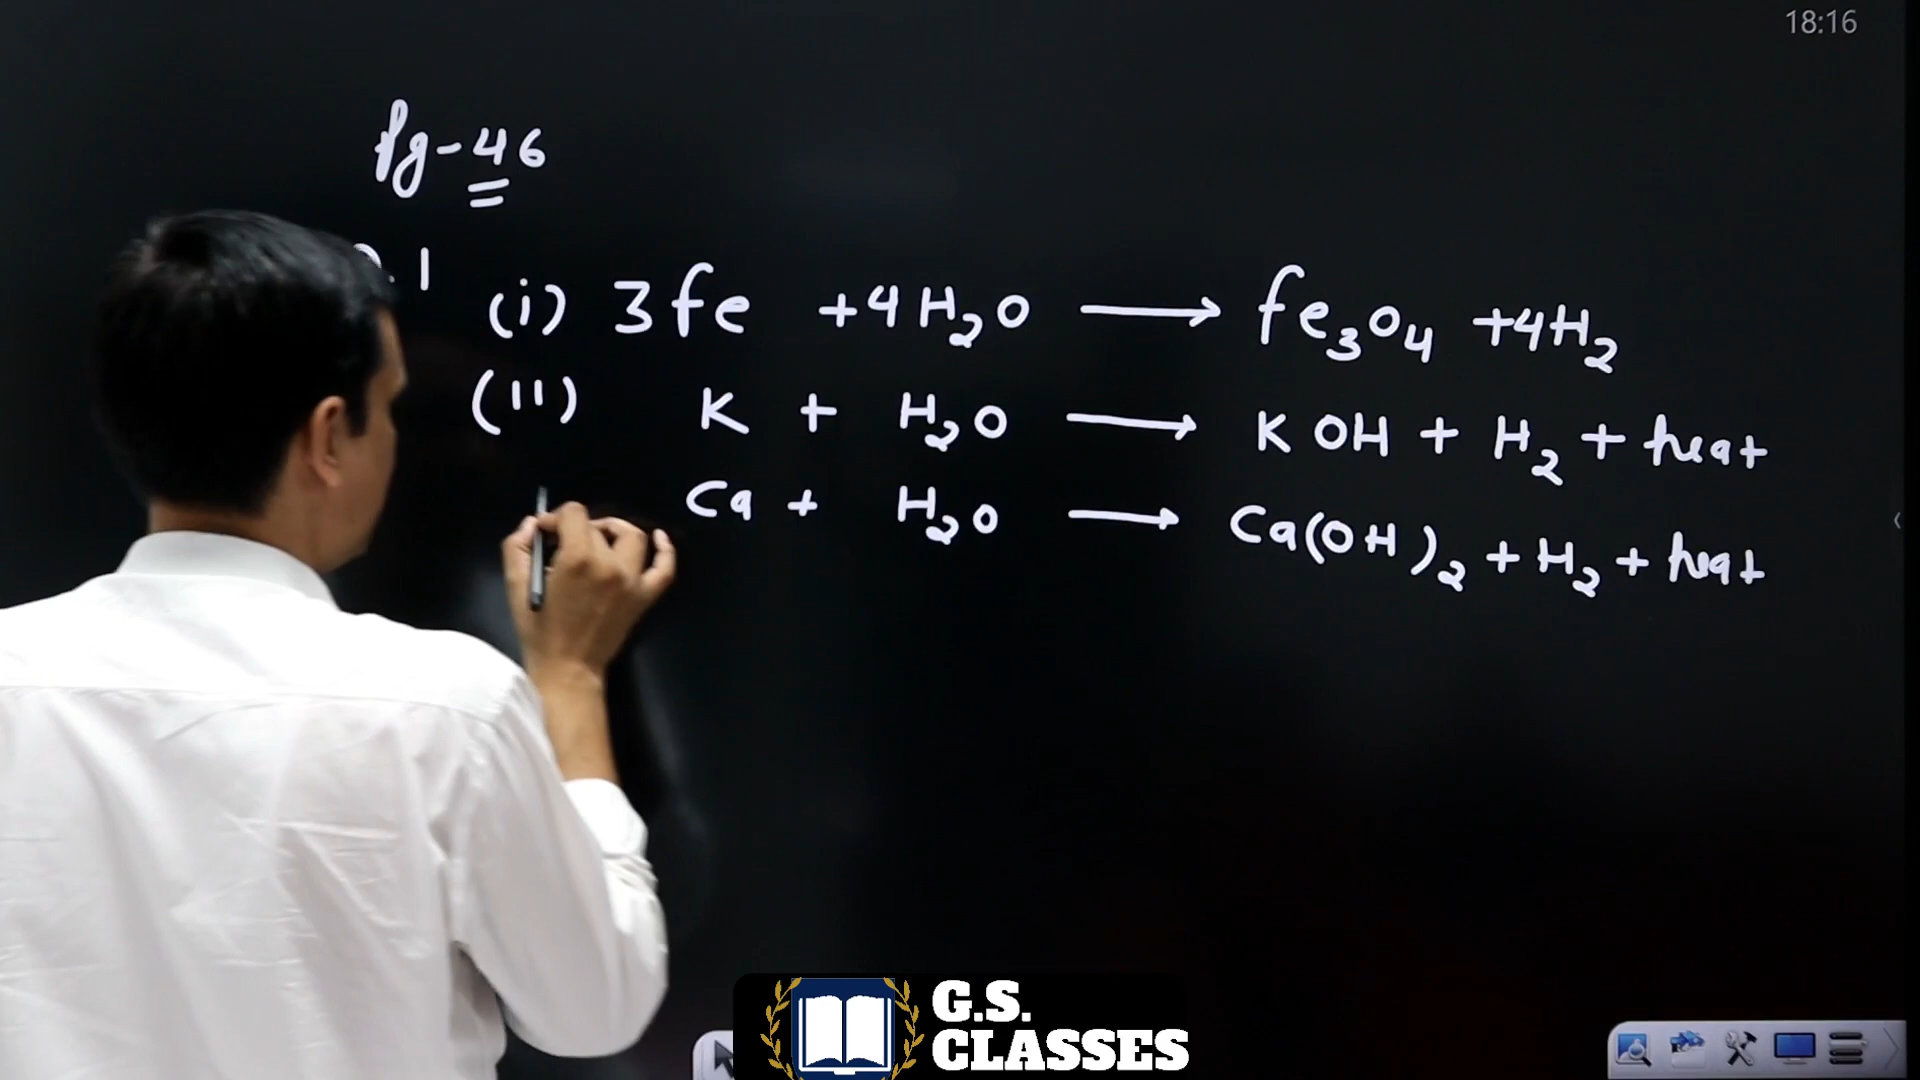 18:16
Pg-46
. 1
(i) 3fe +4H₂O ⟶ fe₃O₄ +4H₂
(II) K + H₂O ⟶ KOH + H₂ + heat
Ca + H₂O ⟶ Ca(OH)₂ + H₂ + heat
G.S.
CLASSES